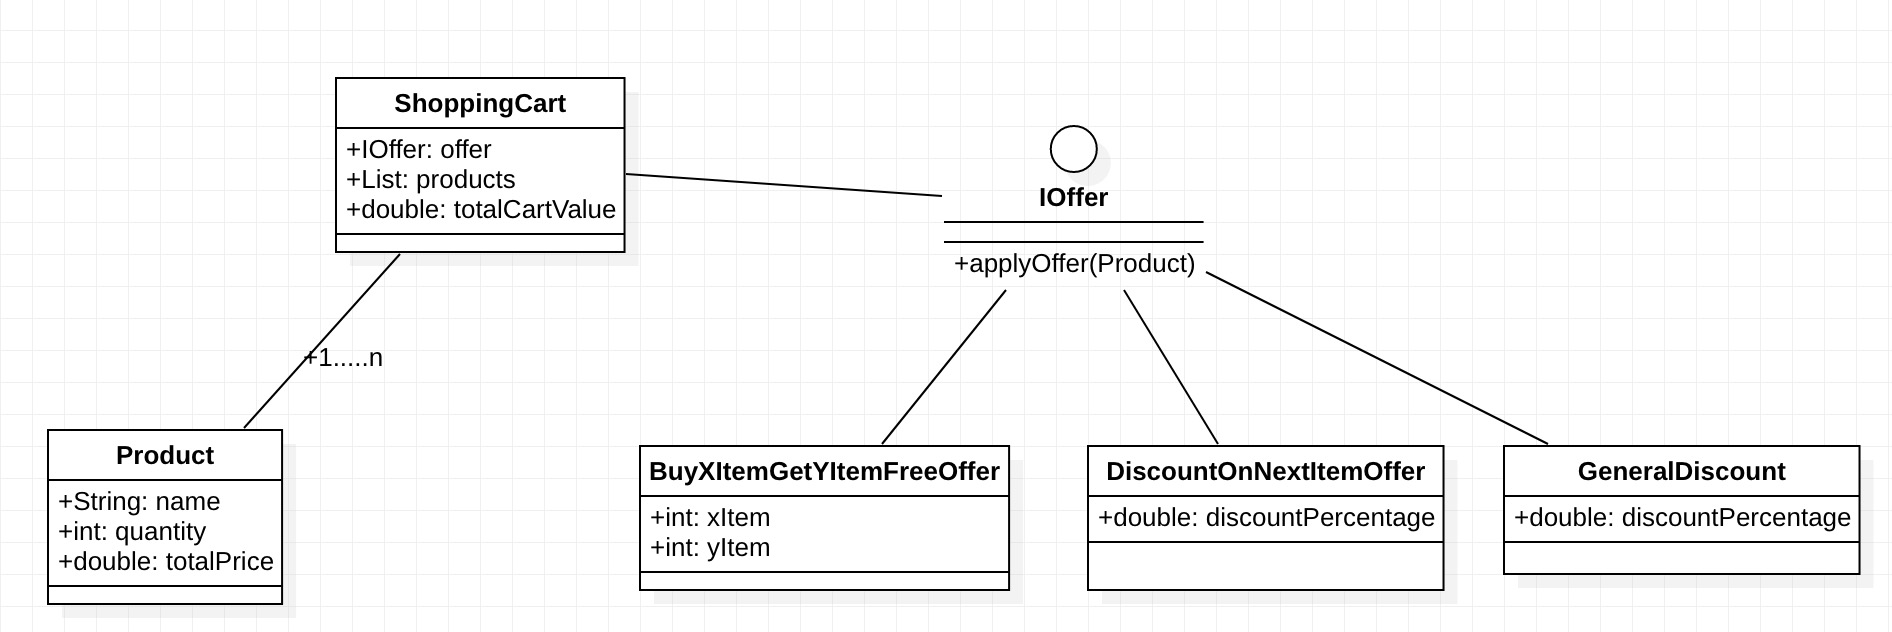 ShoppingCart
+IOffer: offer
+List: products
+double: totalCartValue
IOffer
+applyOffer(Product)
+1.....n
Product
+String: name
+int: quantity
+double: totalPrice
BuyXItemGetYItemFreeOffer
+int: xItem
+int: yItem
DiscountOnNextItemOffer
+double: discountPercentage
GeneralDiscount
+double: discountPercentage